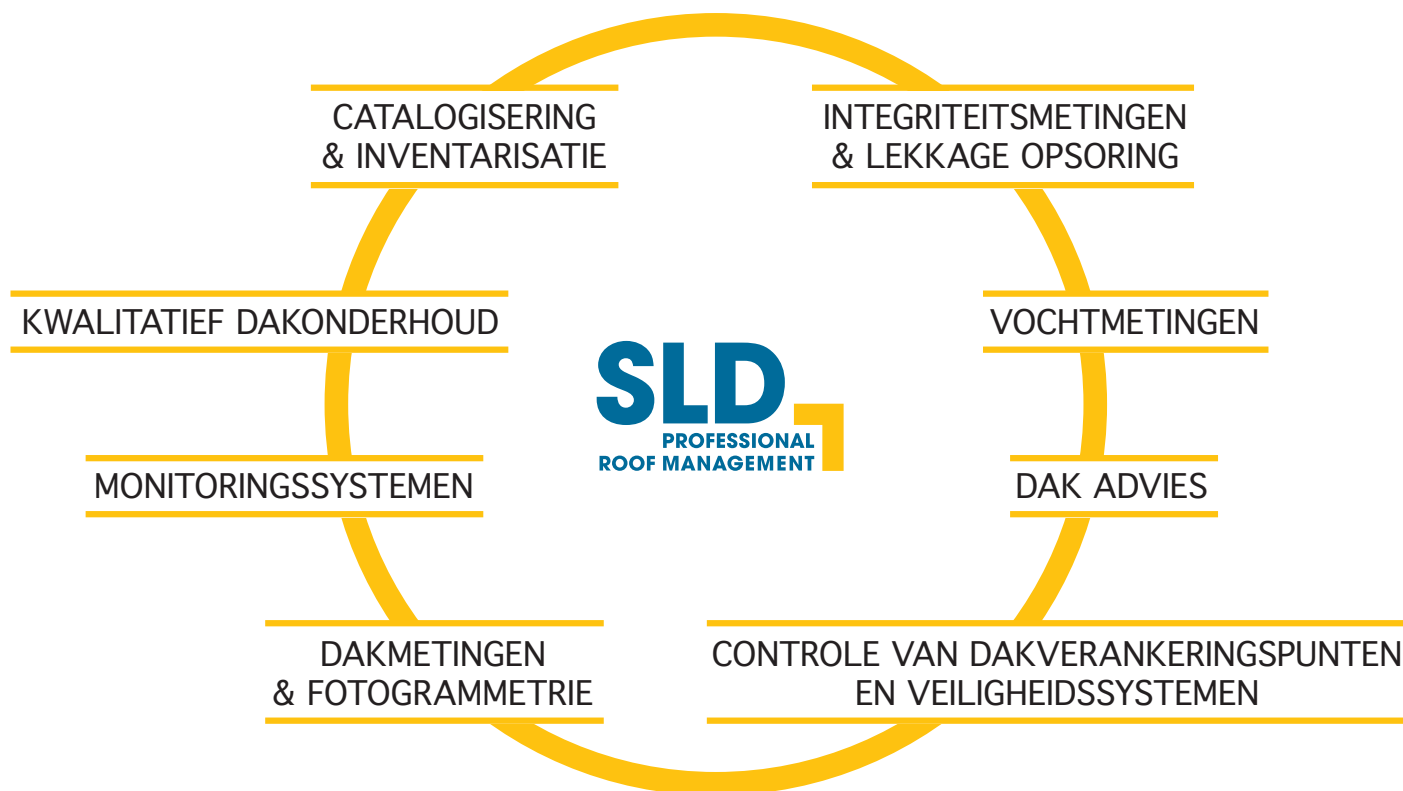 CATALOGISERING
& INVENTARISATIE
INTEGRITEITSMETINGEN
& LEKKAGE OPSORING
KWALITATIEF DAKONDERHOUD
VOCHTMETINGEN
SLD
PROFESSIONAL
ROOF MANAGEMENT
MONITORINGSSYSTEMEN
DAK ADVIES
DAKMETINGEN
& FOTOGRAMMETRIE
CONTROLE VAN DAKVERANKERINGSPUNTEN
EN VEILIGHEIDSSYSTEMEN